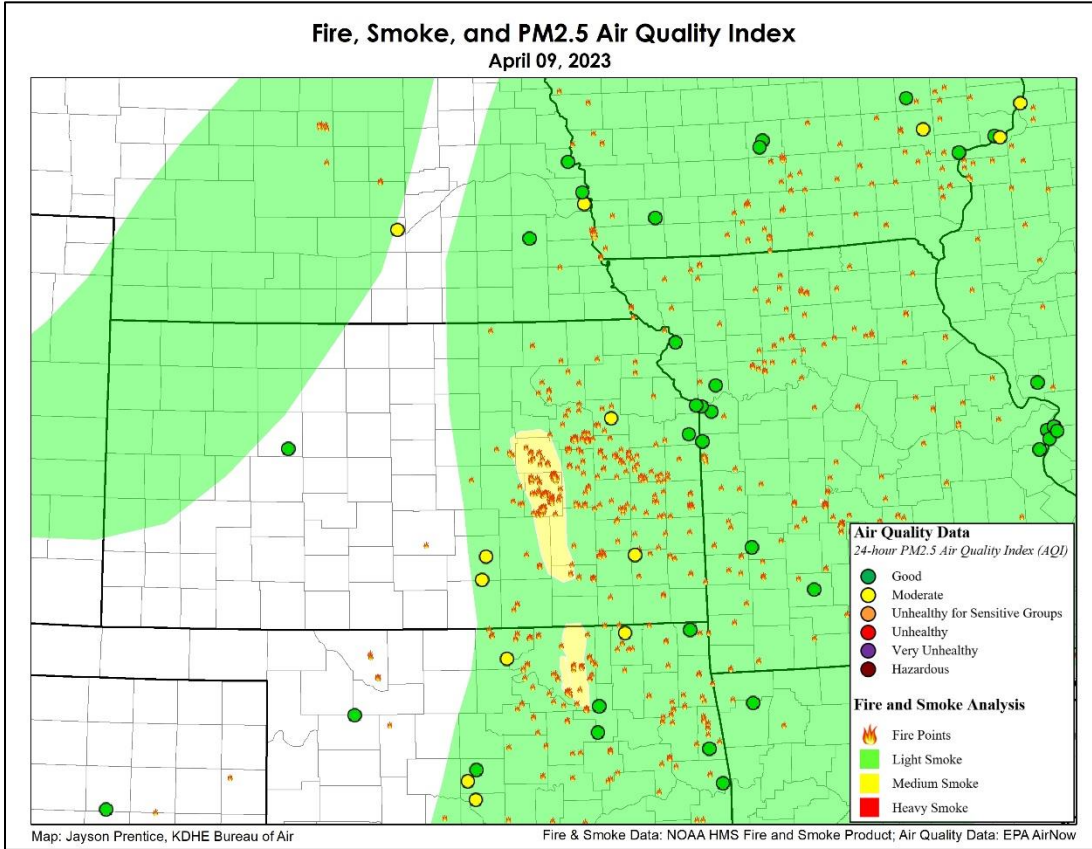 Fire, Smoke, and PM2.5 Air Quality Index
April 09, 2023
Air Quality Data
24-hour PM2.5 Air Quality Index (AQI)
Good
Moderate
Unhealthy for Sensitive Groups
Unhealthy
Very Unhealthy
Hazardous
Fire and Smoke Analysis
Fire Points
Light Smoke
Medium Smoke
Heavy Smoke
Map: Jayson Prentice, KDHE Bureau of Air
Fire & Smoke Data: NOAA HMS Fire and Smoke Product; Air Quality Data: EPA AirNow